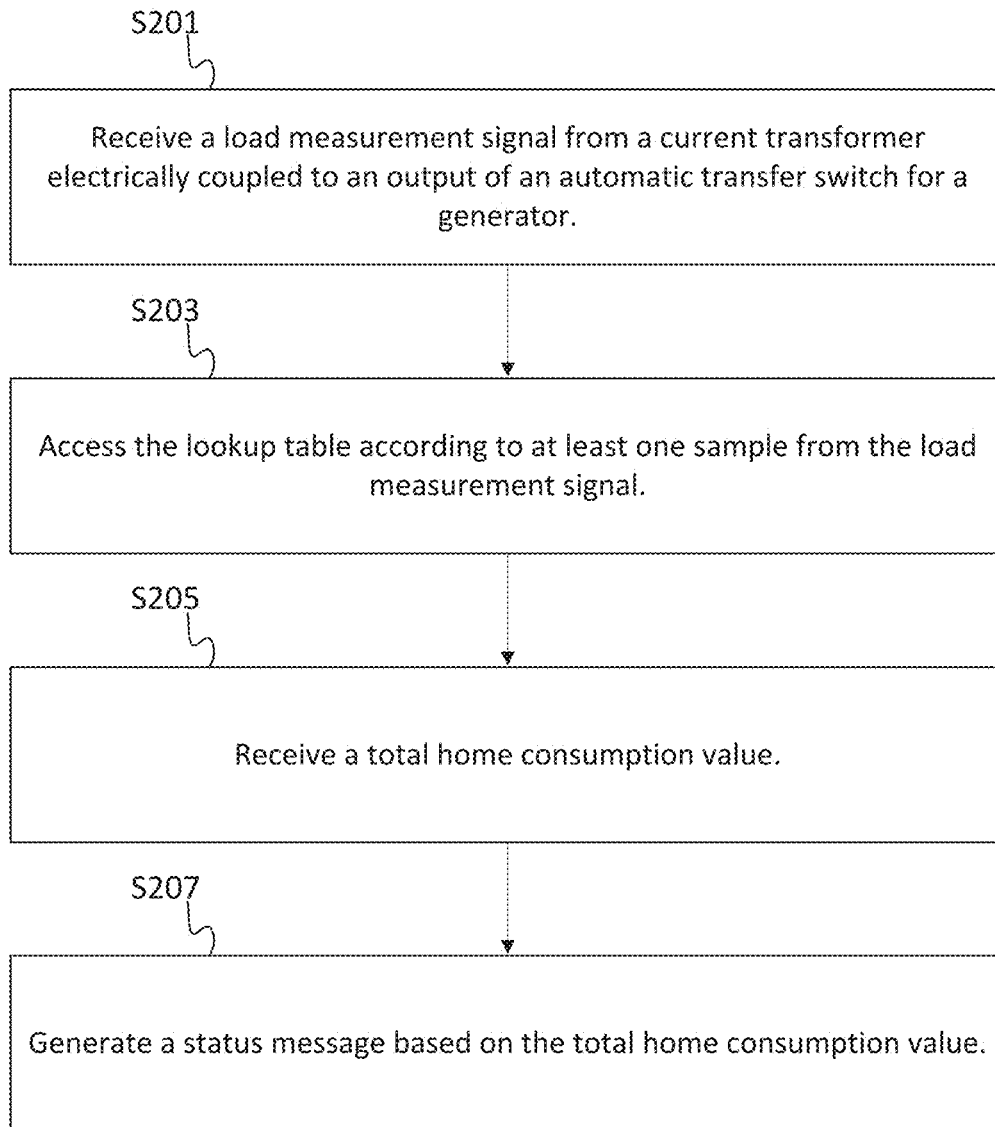 S201
Receive a load measurement signal from a current transformer
electrically coupled to an output of an automatic transfer switch for a
generator.
S203
Access the lookup table according to at least one sample from the load
measurement signal.
S205
Receive a total home consumption value.
S207
Generate a status message based on the total home consumption value.